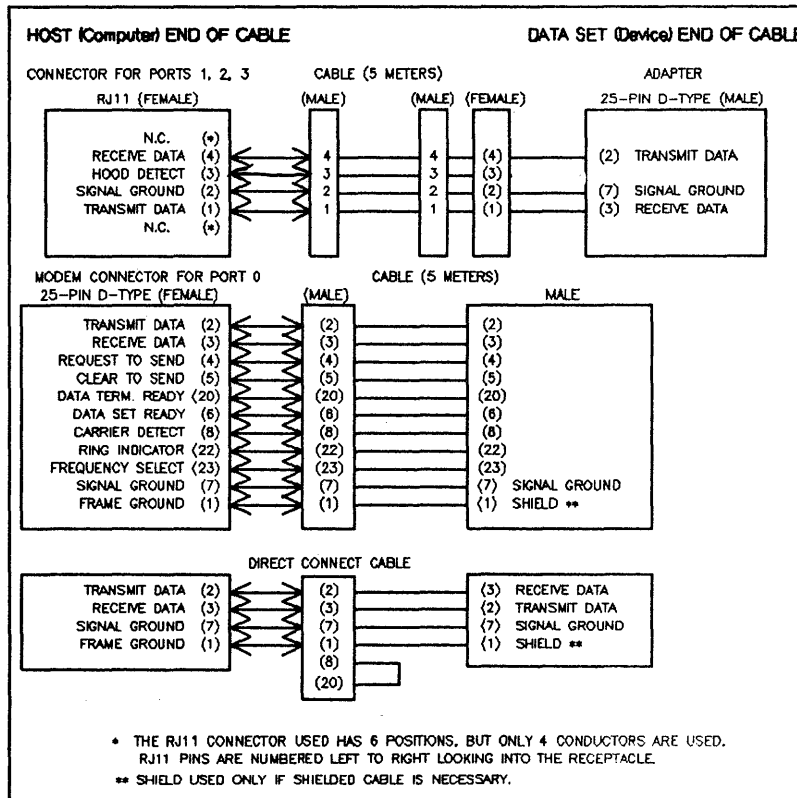 HOST (Computer) END OF CABLE DATA SET (Device) END OF CABLE
CONNECTOR FOR PORTS 1, 2, 3 CABLE (5 METERS) ADAPTER
RJ11 (FEMALE) (MALE) (MALE) (FEMALE) 25-PIN D-TYPE (MALE)
N.C. (*)
RECEIVE DATA (4) 4 4 (4) (2) TRANSMIT DATA
HOOD DETECT (3) 3 3 (3)
SIGNAL GROUND (2) 2 2 (2) (7) SIGNAL GROUND
TRANSMIT DATA (1) 1 1 (1) (3) RECEIVE DATA
N.C. (*)
MODEM CONNECTOR FOR PORT 0 CABLE (5 METERS)
25-PIN D-TYPE (FEMALE) (MALE) MALE
TRANSMIT DATA (2) (2) (2)
RECEIVE DATA (3) (3) (3)
REQUEST TO SEND (4) (4) (4)
CLEAR TO SEND (5) (5) (5)
DATA TERM. READY (20) (20) (20)
DATA SET READY (6) (6) (6)
CARRIER DETECT (8) (8) (8)
RING INDICATOR (22) (22) (22)
FREQUENCY SELECT (23) (23) (23)
SIGNAL GROUND (7) (7) (7) SIGNAL GROUND
FRAME GROUND (1) (1) (1) SHIELD **
DIRECT CONNECT CABLE
TRANSMIT DATA (2) (2) (3) RECEIVE DATA
RECEIVE DATA (3) (3) (2) TRANSMIT DATA
SIGNAL GROUND (7) (7) (7) SIGNAL GROUND
FRAME GROUND (1) (1) (1) SHIELD **
(8)
(20)
* THE RJ11 CONNECTOR USED HAS 6 POSITIONS, BUT ONLY 4 CONDUCTORS ARE USED.
RJ11 PINS ARE NUMBERED LEFT TO RIGHT LOOKING INTO THE RECEPTACLE.
** SHIELD USED ONLY IF SHIELDED CABLE IS NECESSARY.